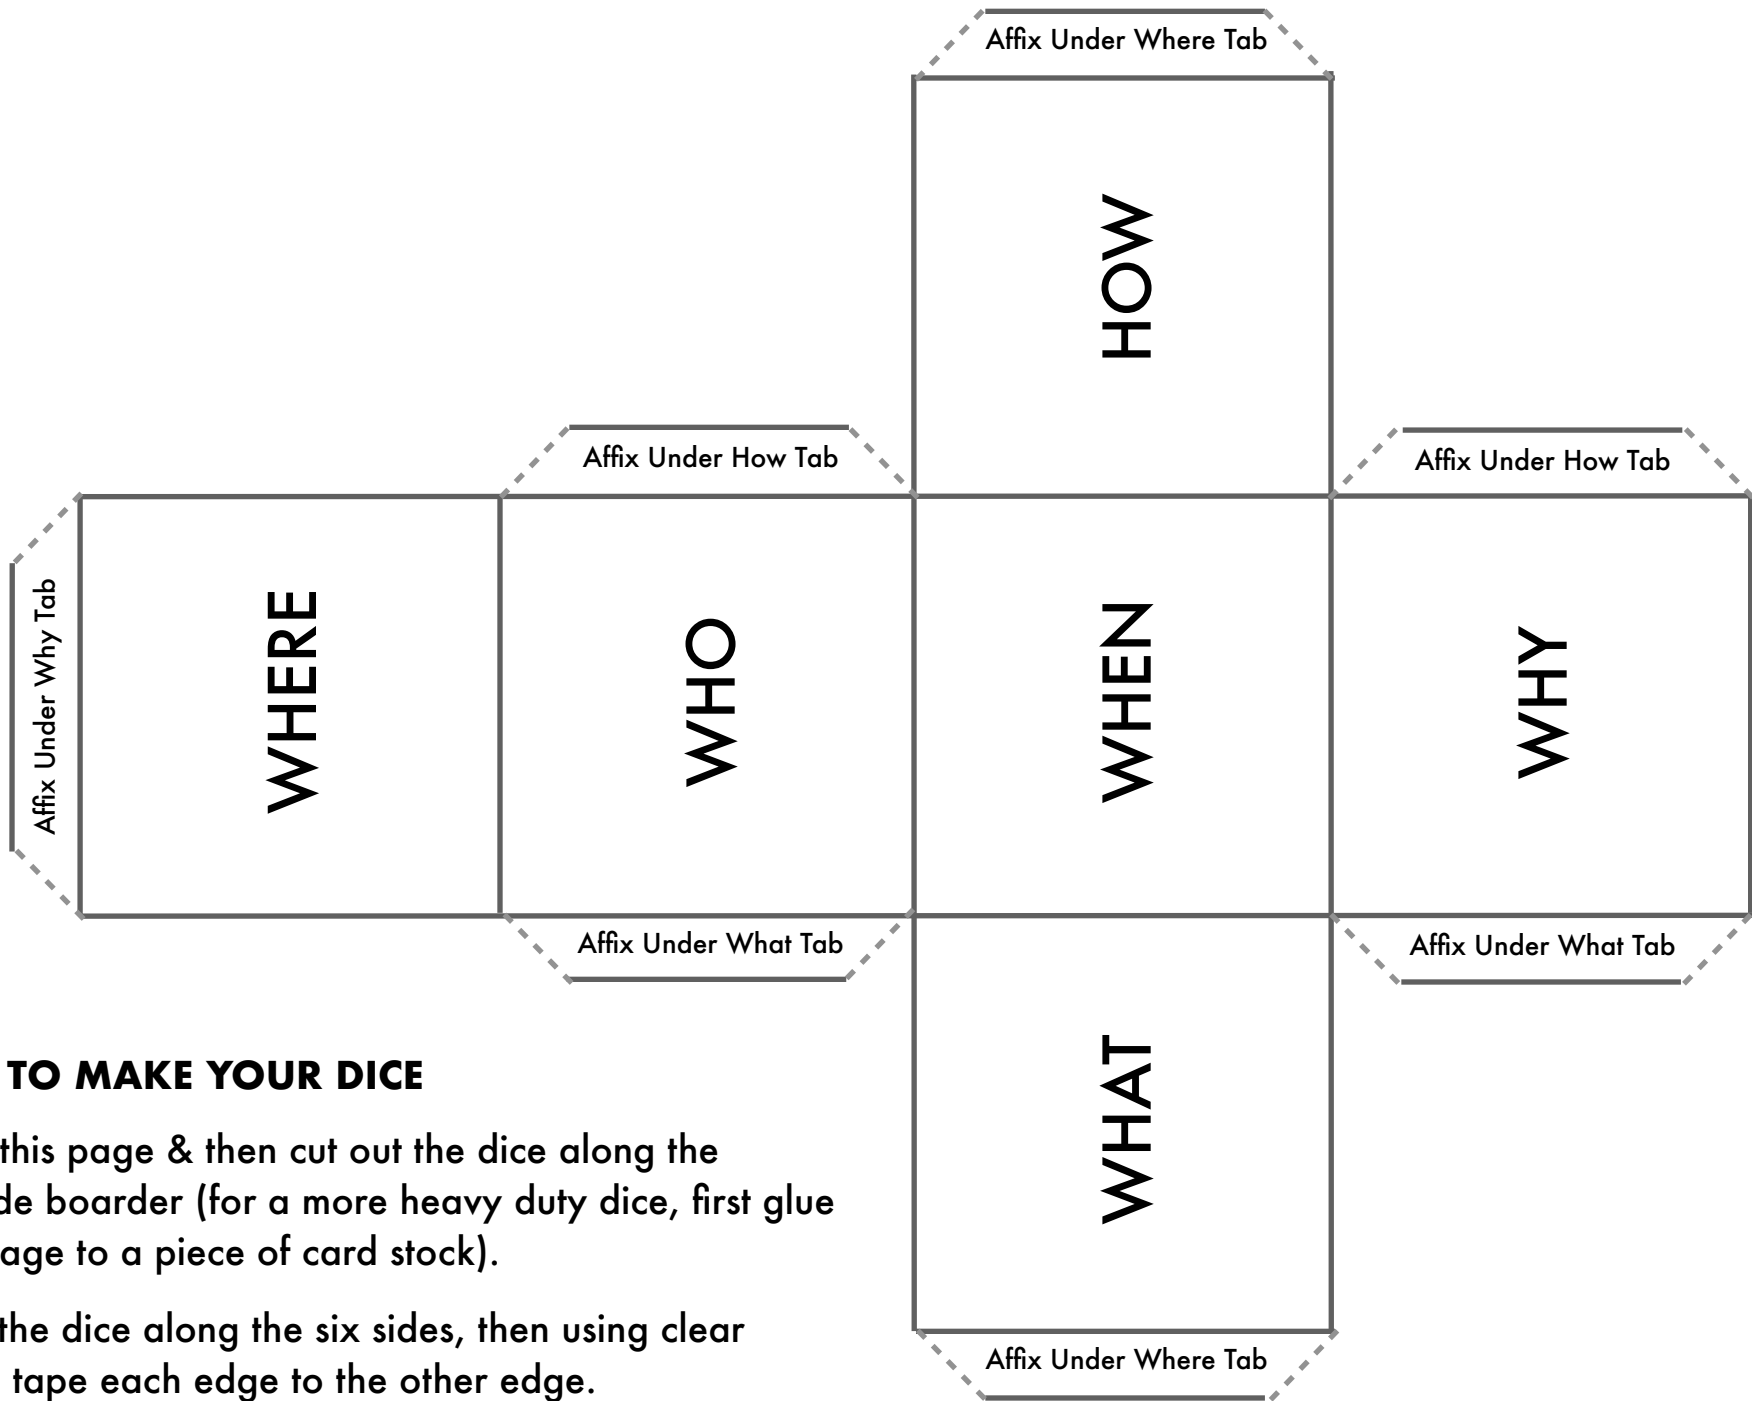 Affix Under Where Tab
HOW
Affix Under How Tab
Affix Under How Tab
Affix Under Why Tab
WHERE
WHO
WHEN
WHY
Affix Under What Tab
Affix Under What Tab
WHAT
Affix Under Where Tab
TO MAKE YOUR DICE
this page & then cut out the dice along the
boarder (for a more heavy duty dice, first glue
to a piece of card stock).
the dice along the six sides, then using clear
tape each edge to the other edge.